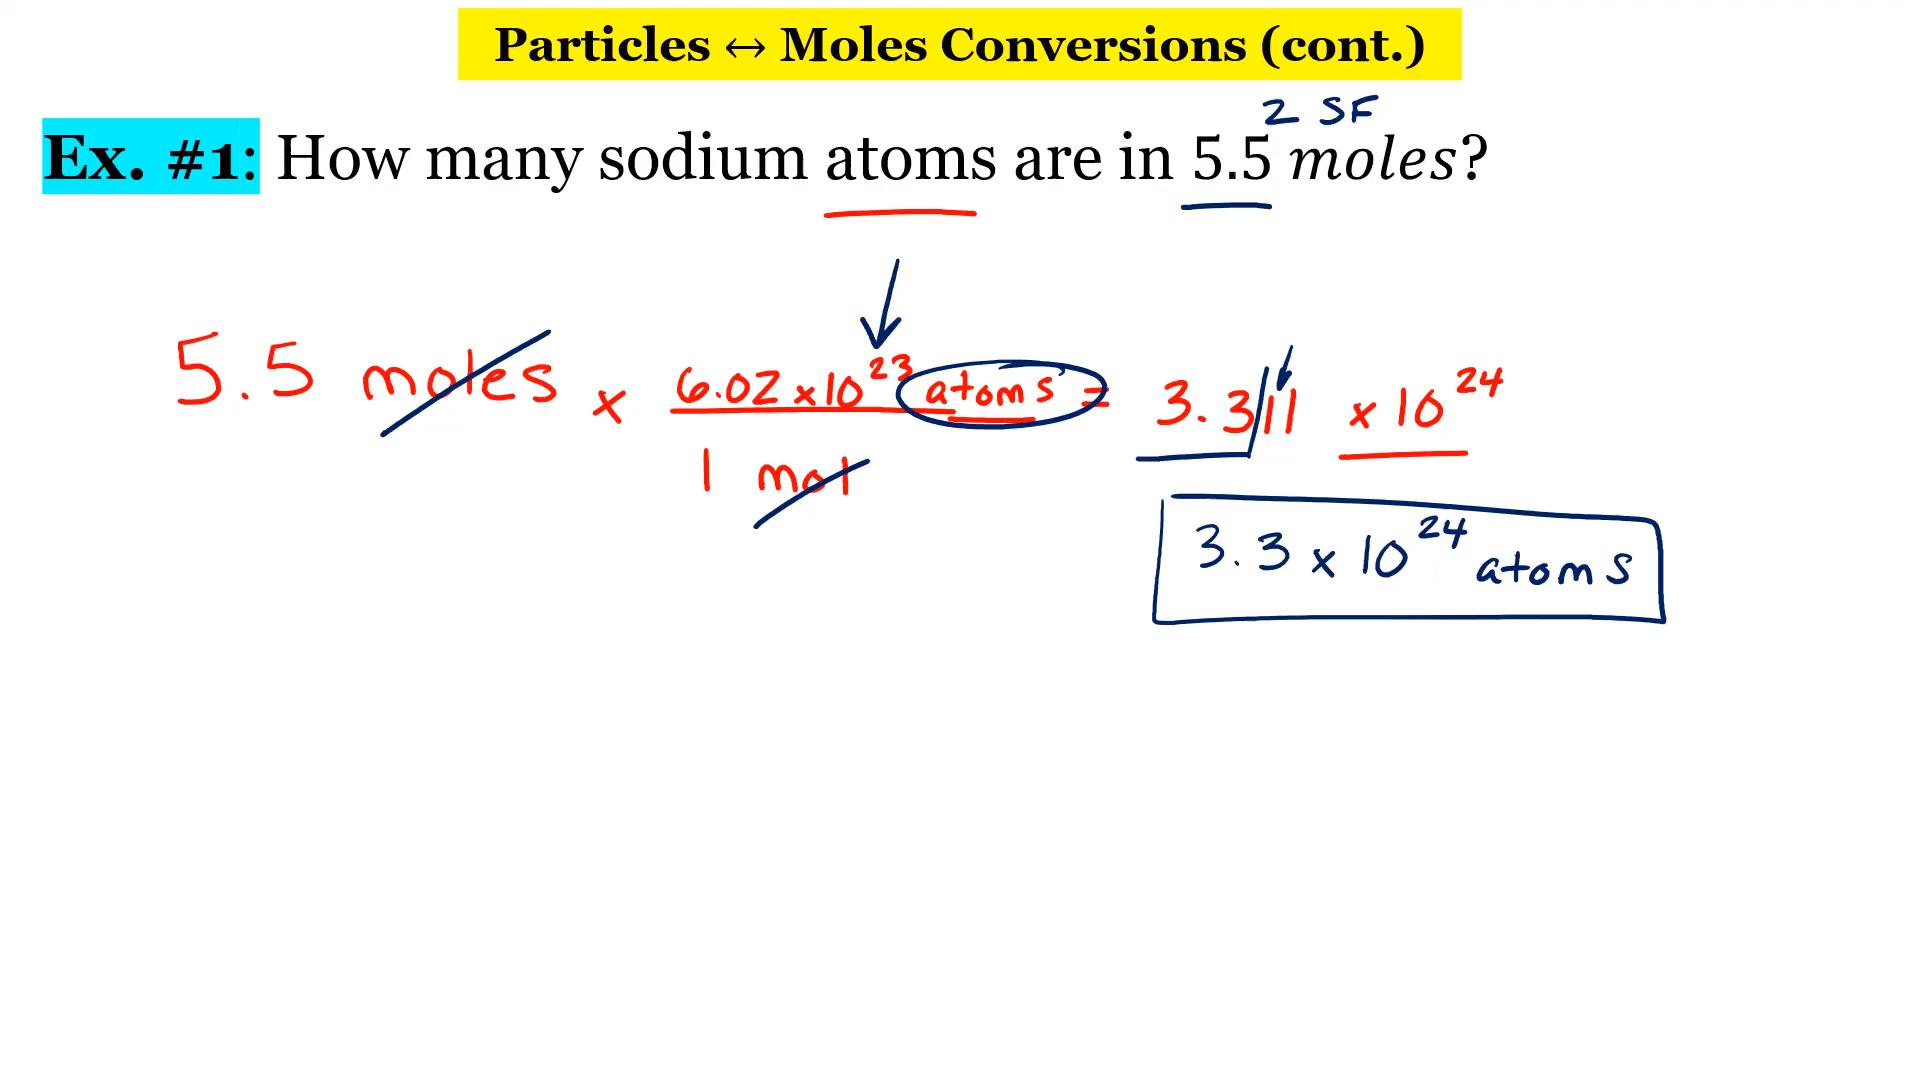 Particles ↔ Moles Conversions (cont.)
2 SF
Ex. #1: How many sodium atoms are in 5.5 moles?
5.5 moles x 6.02 x 10^23 atoms = 3.311 x 10^24
1 mol
3.3 x 10^24 atoms